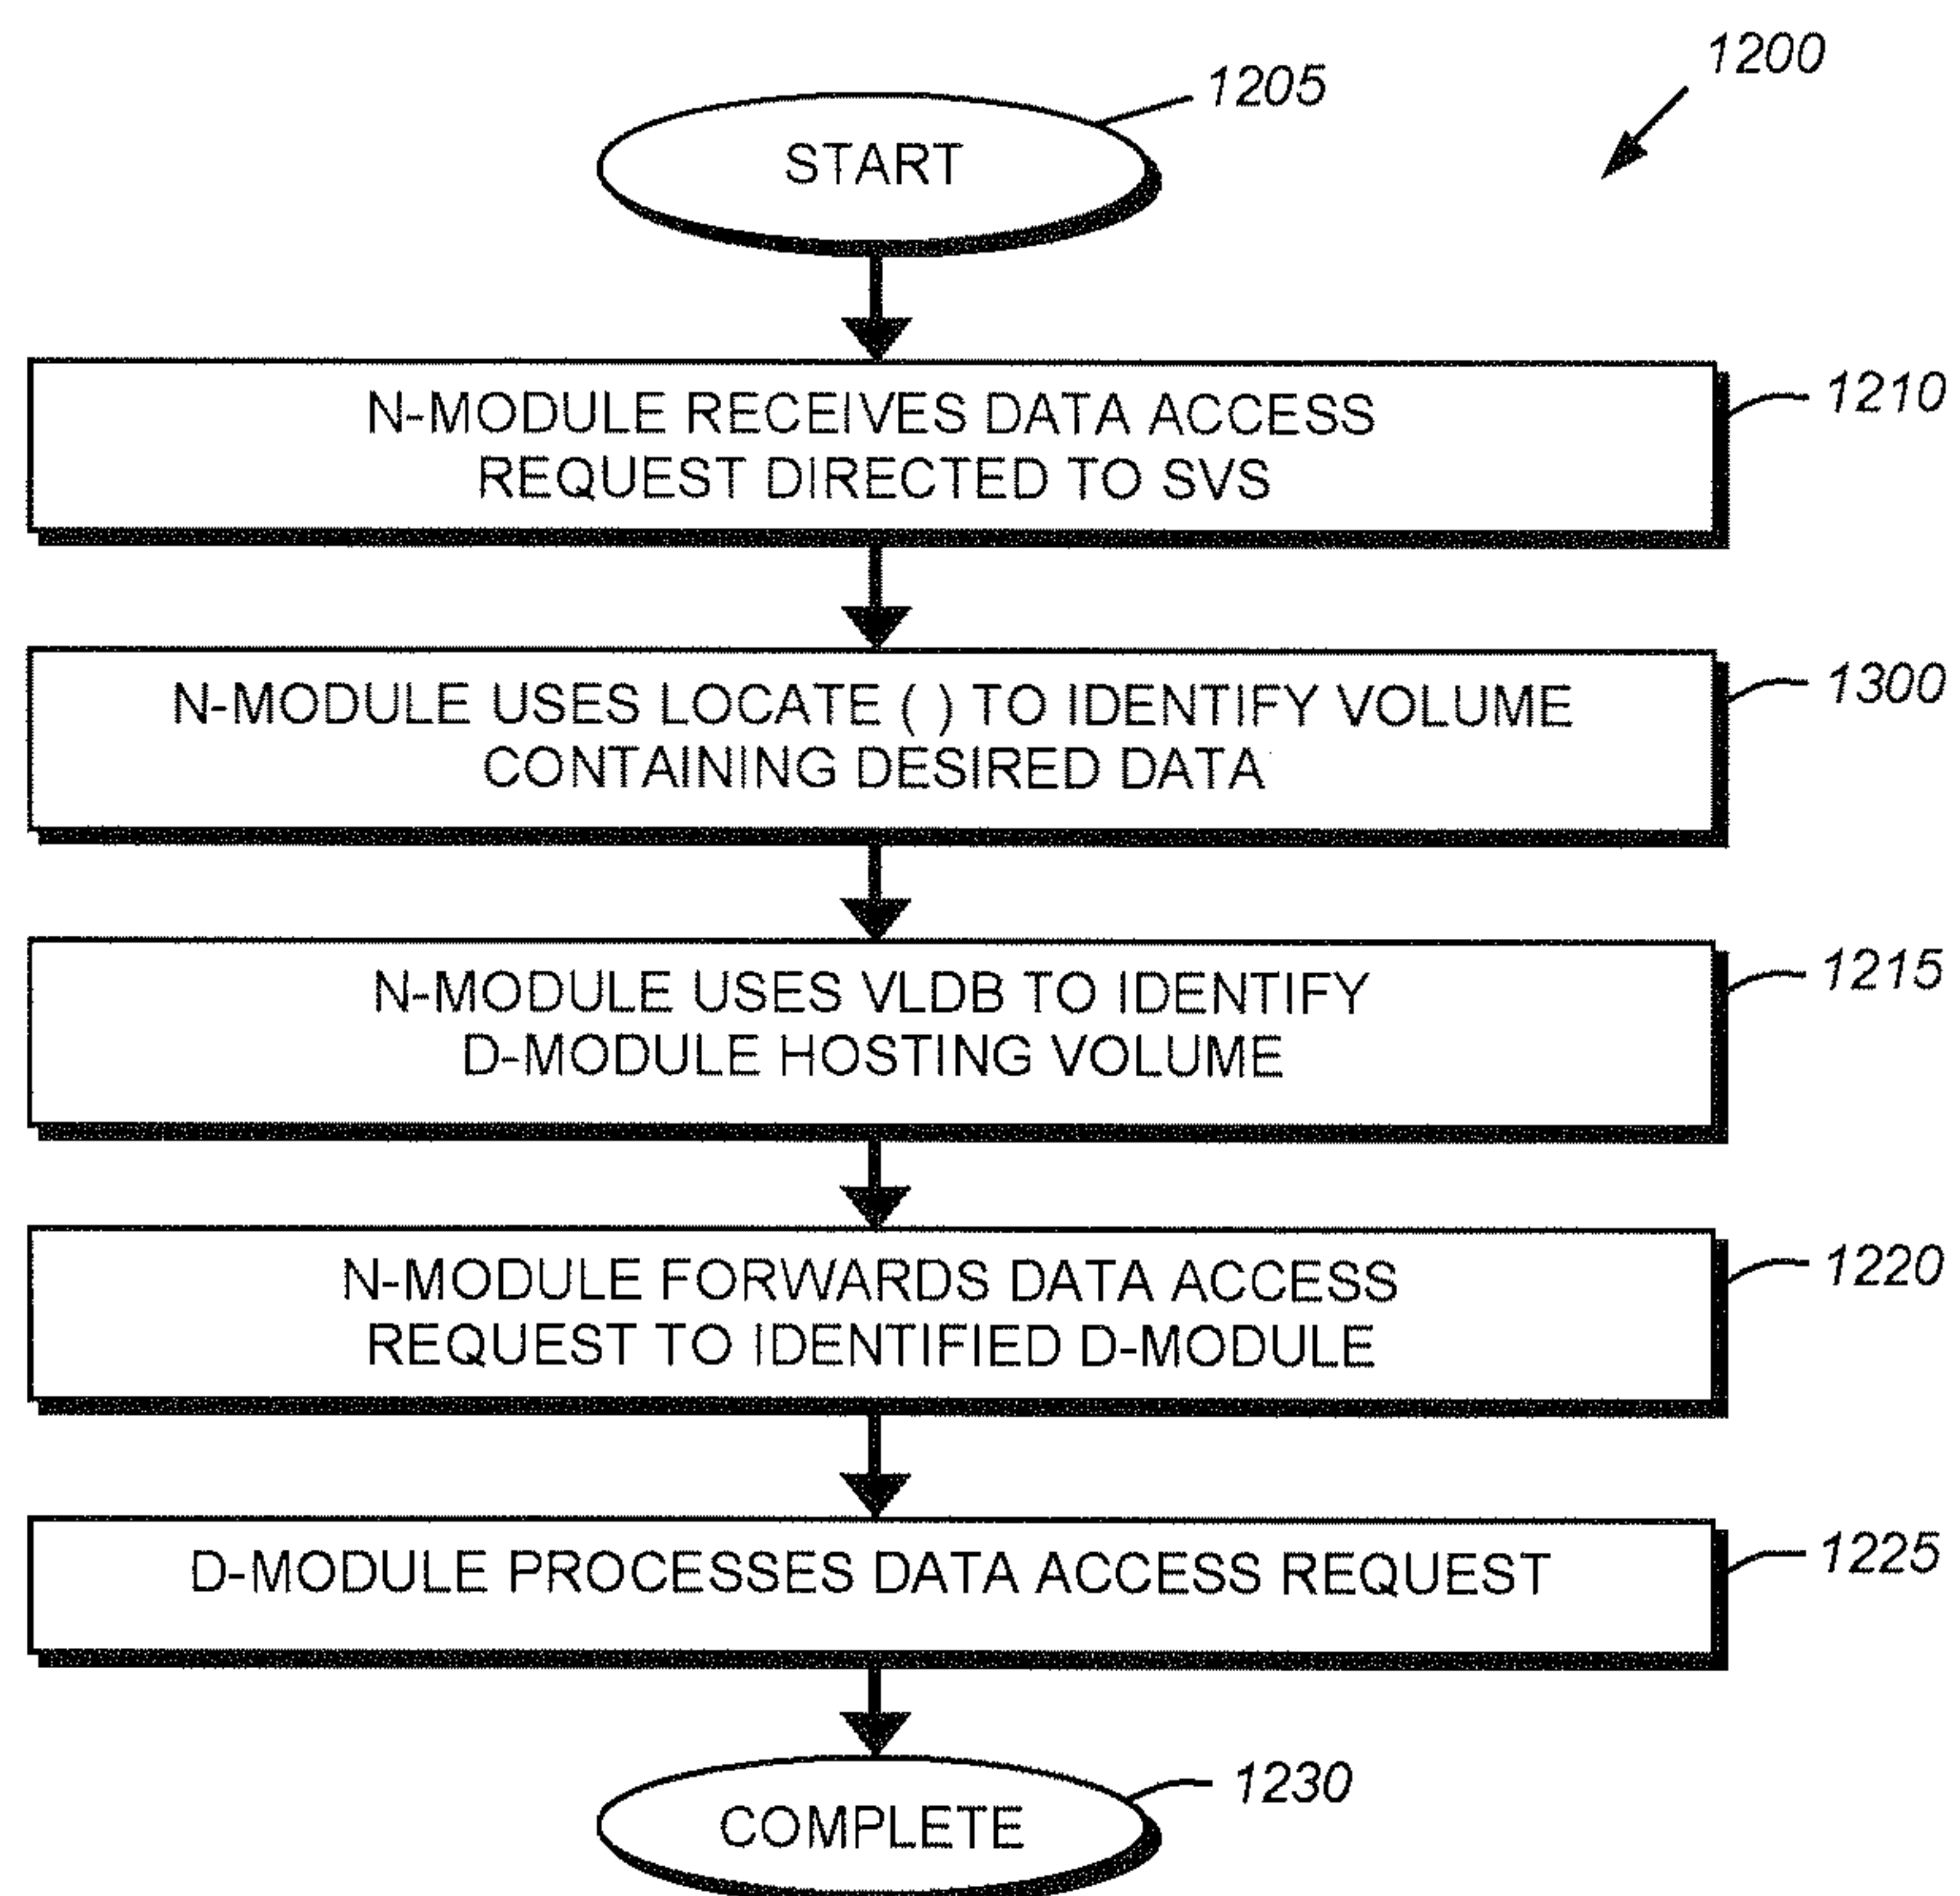 1200
1205
START
N-MODULE RECEIVES DATA ACCESS
REQUEST DIRECTED TO SVS
1210
N-MODULE USES LOCATE ( ) TO IDENTIFY VOLUME
CONTAINING DESIRED DATA
1300
N-MODULE USES VLDB TO IDENTIFY
D-MODULE HOSTING VOLUME
1215
N-MODULE FORWARDS DATA ACCESS
REQUEST TO IDENTIFIED D-MODULE
1220
D-MODULE PROCESSES DATA ACCESS REQUEST
1225
1230
COMPLETE